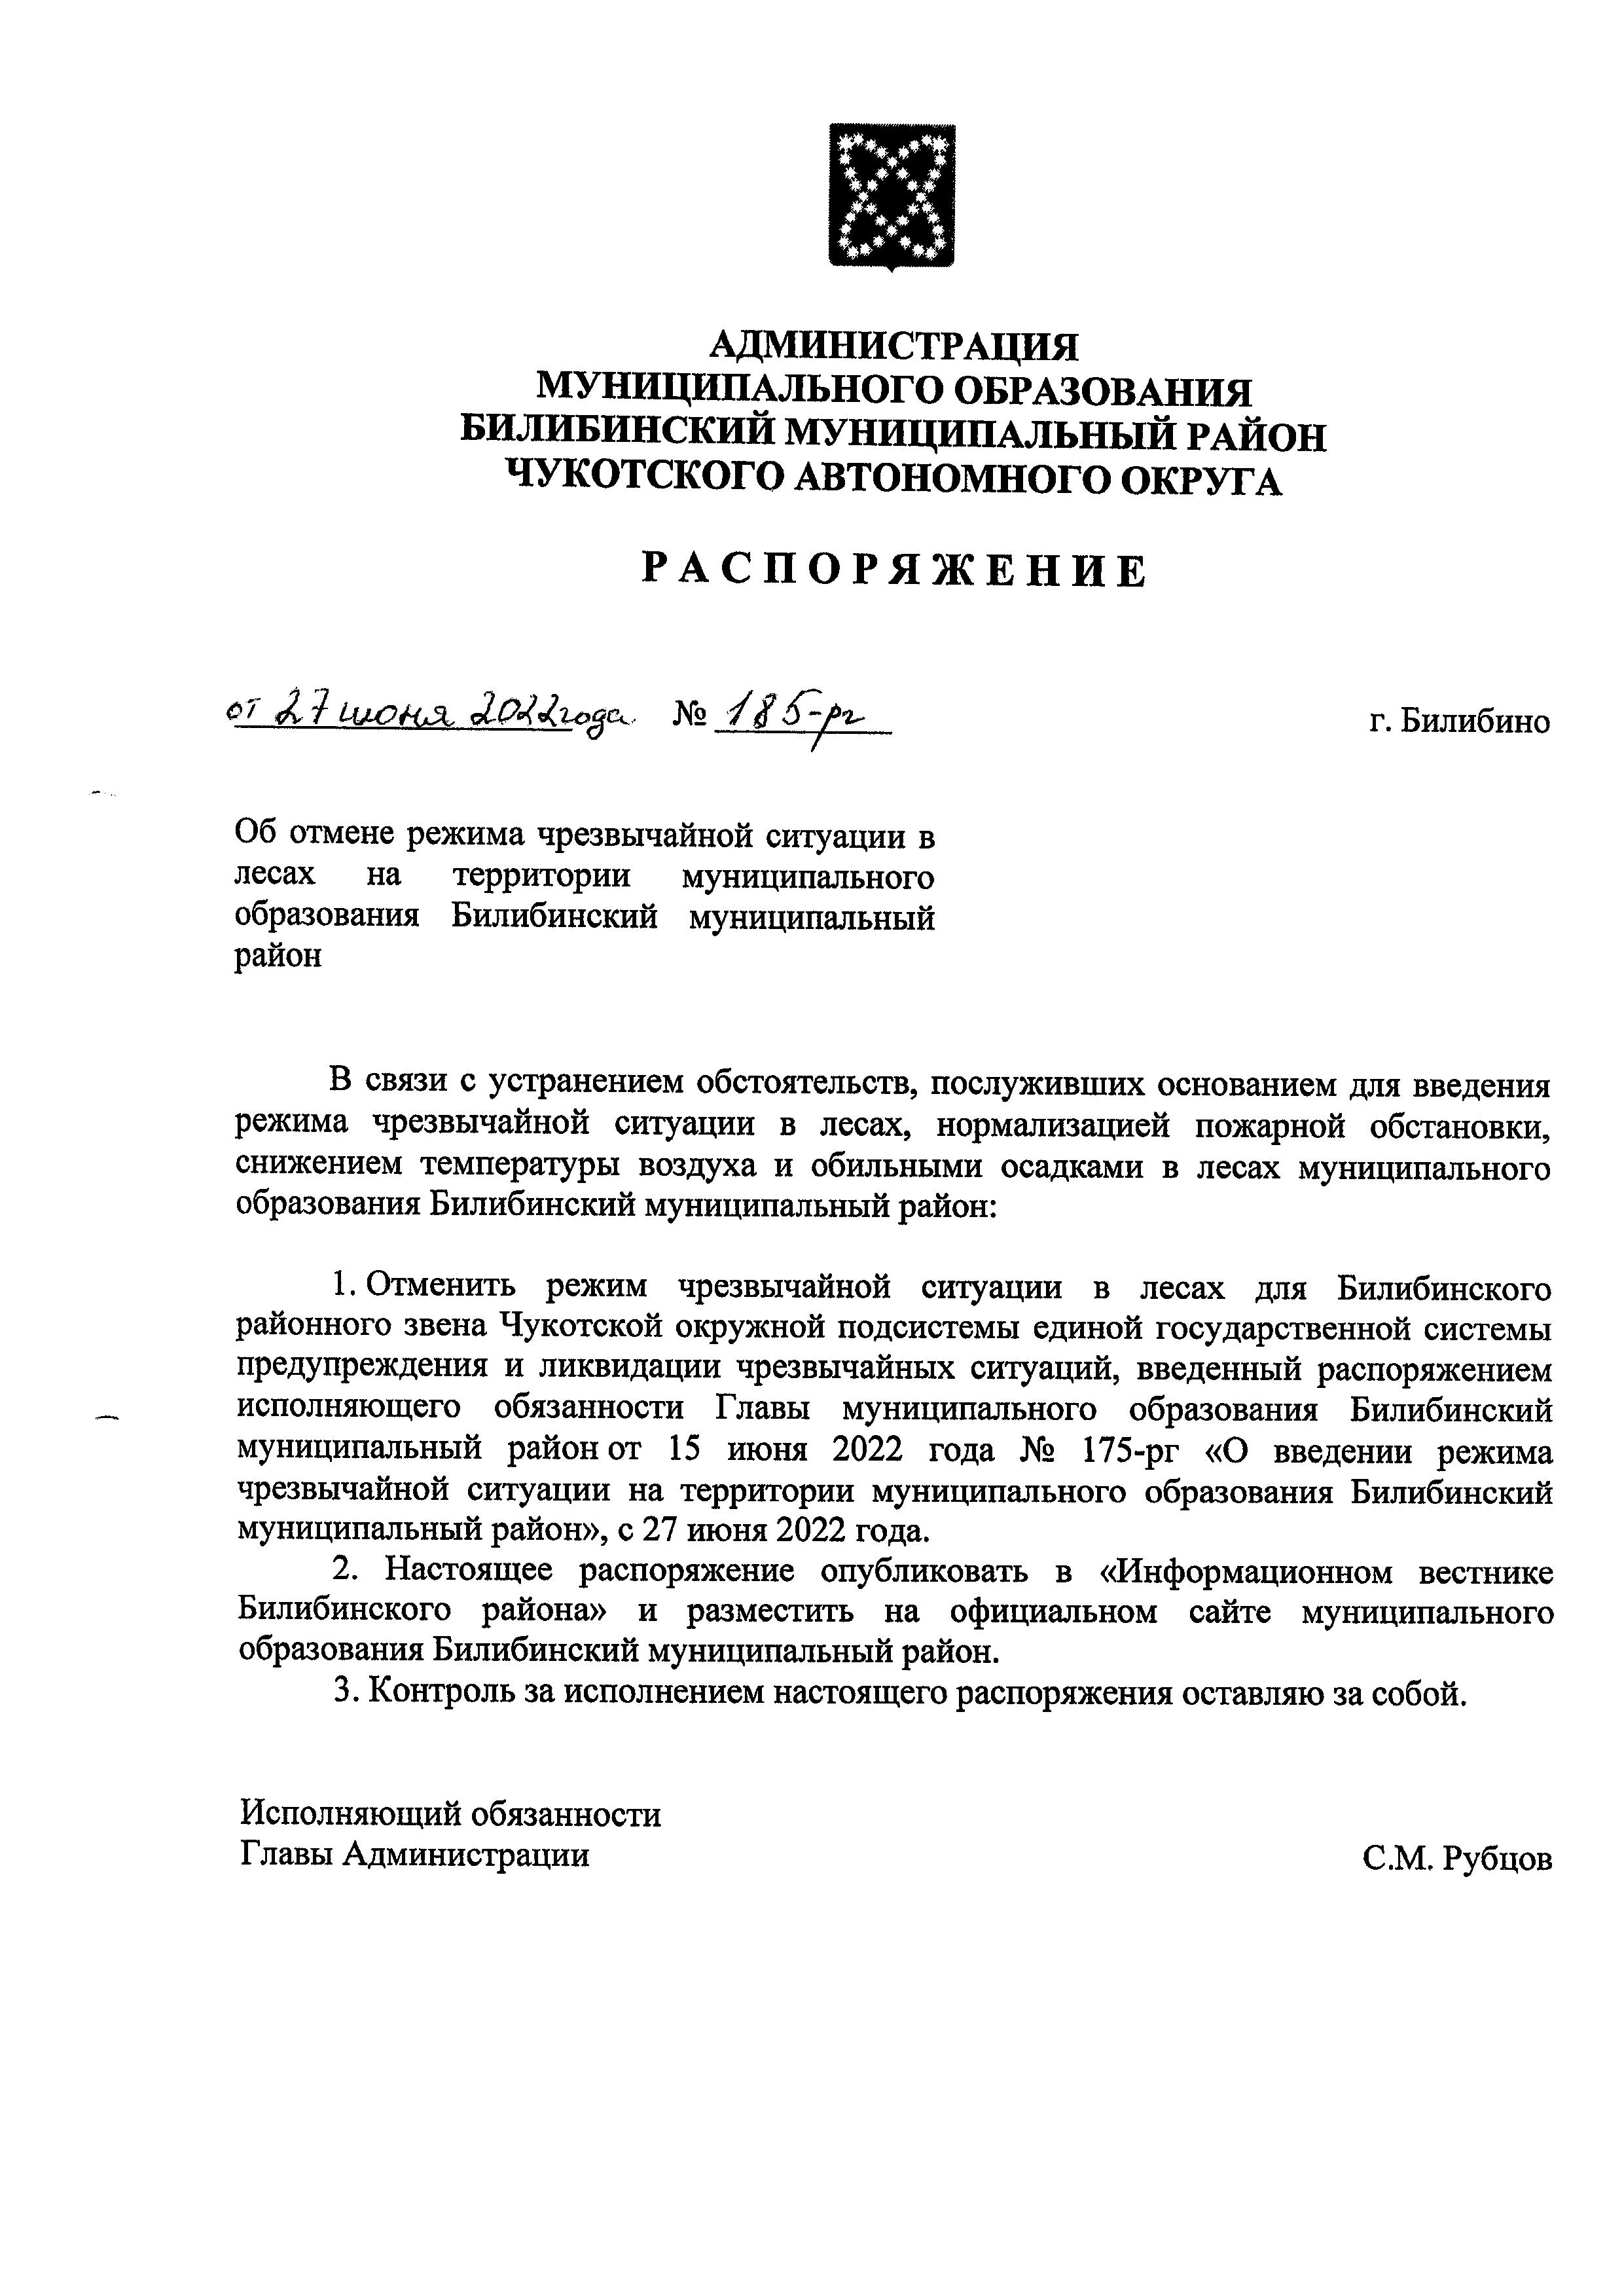 АДМИНИСТРАЦИЯ
МУНИЦИПАЛЬНОГО ОБРАЗОВАНИЯ
БИЛИБИНСКИЙ МУНИЦИПАЛЬНЫЙ РАЙОН
ЧУКОТСКОГО АВТОНОМНОГО ОКРУГА
Р А С П О Р Я Ж Е Н И Е
от 27 июня 2022года № 185-рг г. Билибино
Об отмене режима чрезвычайной ситуации в
лесах на территории муниципального
образования Билибинский муниципальный
район
В связи с устранением обстоятельств, послуживших основанием для введения
режима чрезвычайной ситуации в лесах, нормализацией пожарной обстановки,
снижением температуры воздуха и обильными осадками в лесах муниципального
образования Билибинский муниципальный район:
1. Отменить режим чрезвычайной ситуации в лесах для Билибинского
районного звена Чукотской окружной подсистемы единой государственной системы
предупреждения и ликвидации чрезвычайных ситуаций, введенный распоряжением
исполняющего обязанности Главы муниципального образования Билибинский
муниципальный район от 15 июня 2022 года № 175-рг «О введении режима
чрезвычайной ситуации на территории муниципального образования Билибинский
муниципальный район», с 27 июня 2022 года.
2. Настоящее распоряжение опубликовать в «Информационном вестнике
Билибинского района» и разместить на официальном сайте муниципального
образования Билибинский муниципальный район.
3. Контроль за исполнением настоящего распоряжения оставляю за собой.
Исполняющий обязанности
Главы Администрации С.М. Рубцов